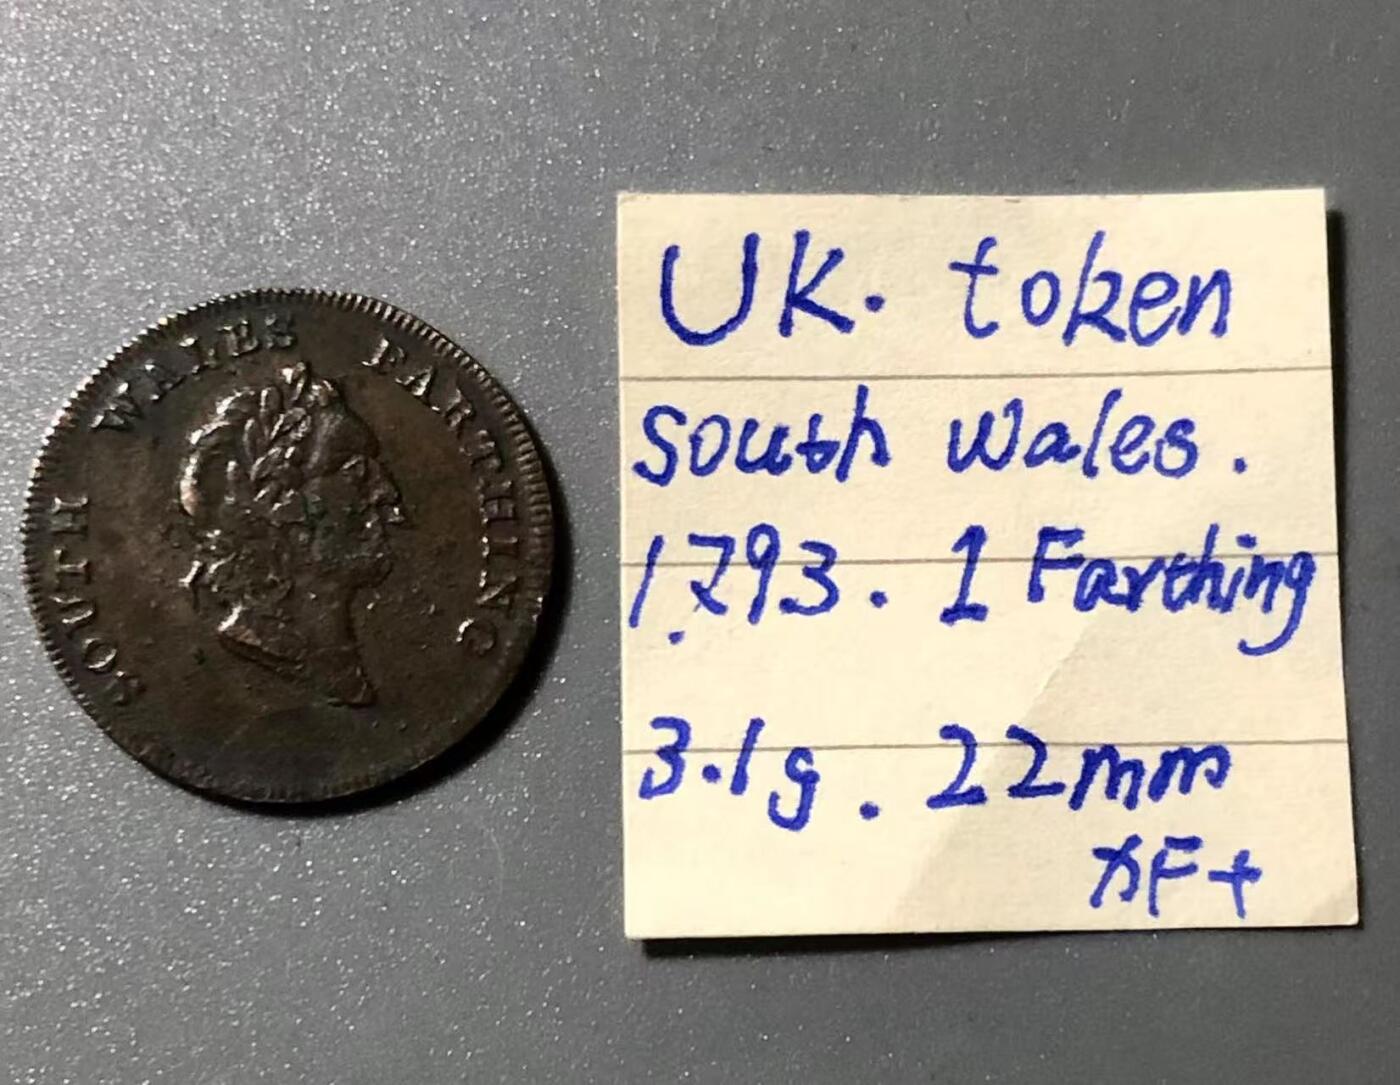 SOUTH WALES FARTHING
UK. token
south wales.
1793. 1 Farthing
3.1g. 22mm
XF+